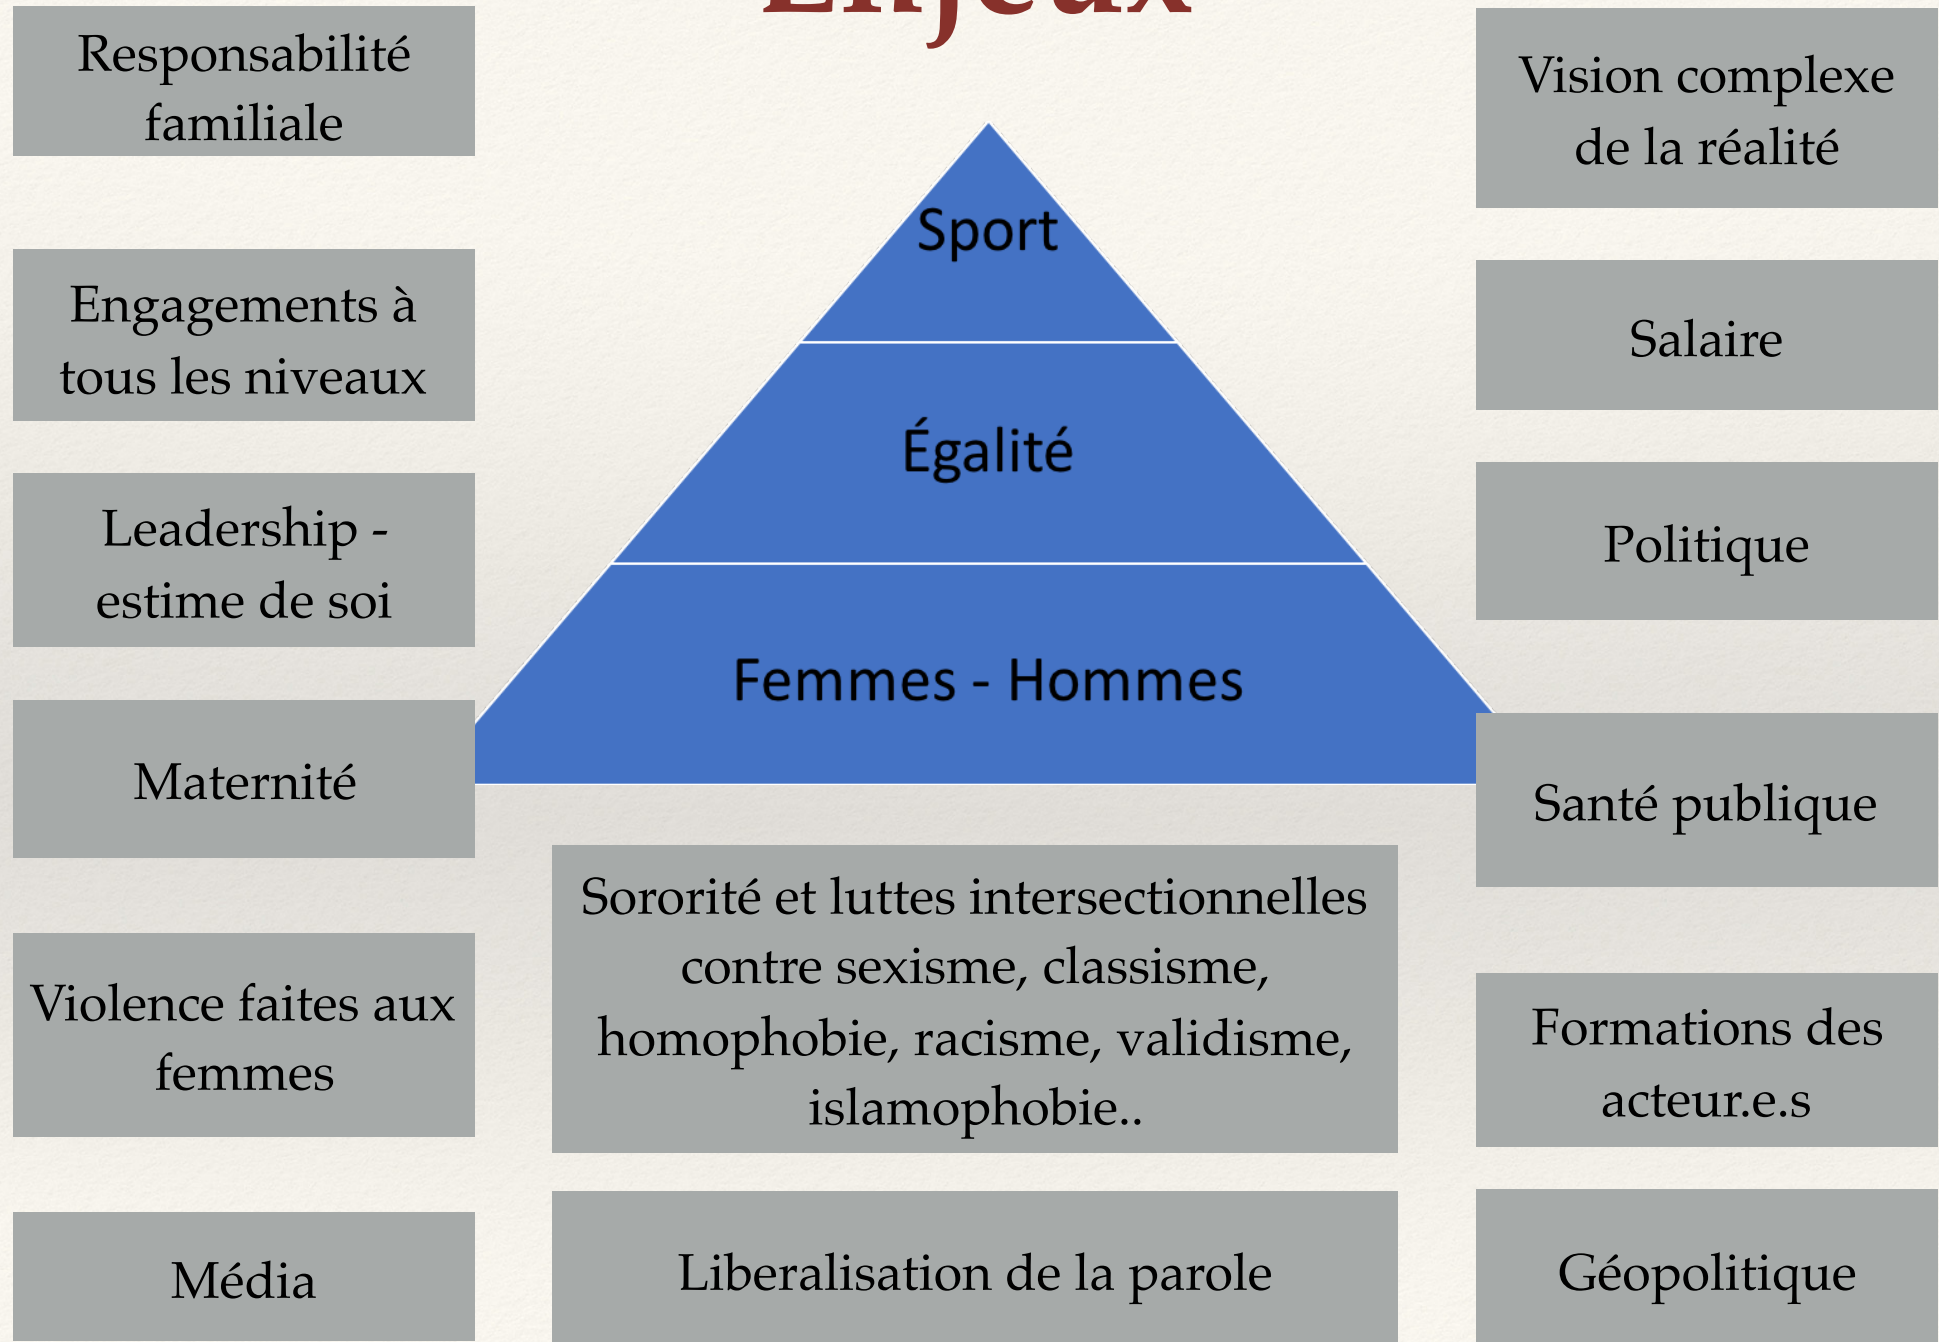 Enjeux
Responsabilité
familiale
Engagements à
tous les niveaux
Leadership -
estime de soi
Maternité
Violence faites aux
femmes
Média
Sport
Égalité
Femmes - Hommes
Sororité et luttes intersectionnelles
contre sexisme, classisme,
homophobie, racisme, validisme,
islamophobie..
Liberalisation de la parole
Vision complexe
de la réalité
Salaire
Politique
Santé publique
Formations des
acteur.e.s
Géopolitique